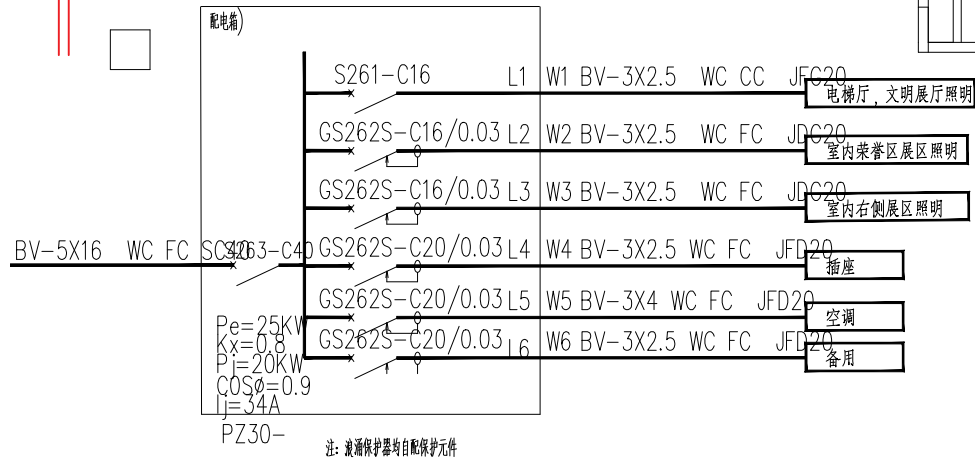 配电箱)
S261-C16 L1 W1 BV-3X2.5 WC CC JFC20
电梯厅，文明展厅照明
GS262S-C16/0.03 L2 W2 BV-3X2.5 WC FC JDC20
室内荣誉区展区照明
GS262S-C16/0.03 L3 W3 BV-3X2.5 WC FC JDC20
室内右侧展区照明
BV-5X16 WC FC SC40 S263-C40
GS262S-C20/0.03 L4 W4 BV-3X2.5 WC FC JFD20
插座
GS262S-C20/0.03 L5 W5 BV-3X4 WC FC JFD20
空调
GS262S-C20/0.03 L6 W6 BV-3X2.5 WC FC JFD20
备用
Pe=25KW
Kx=0.8
Pj=20KW
COSø=0.9
Ij=34A
PZ30-
注: 浪涌保护器均自配保护元件